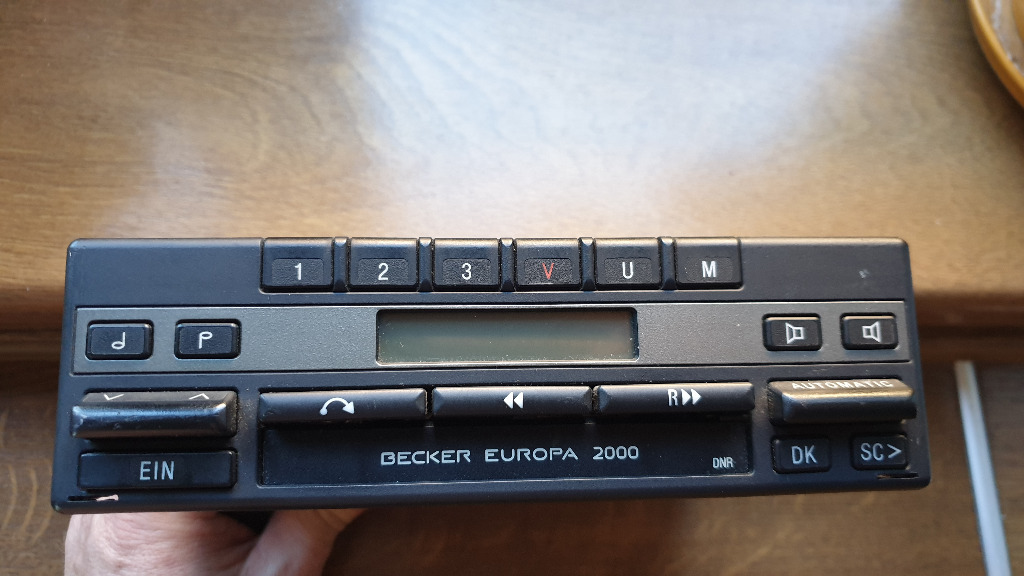 1 2 3 V U M
P
AUTOMATIC
R
EIN
BECKER EUROPA 2000
DNR
DK
SC>